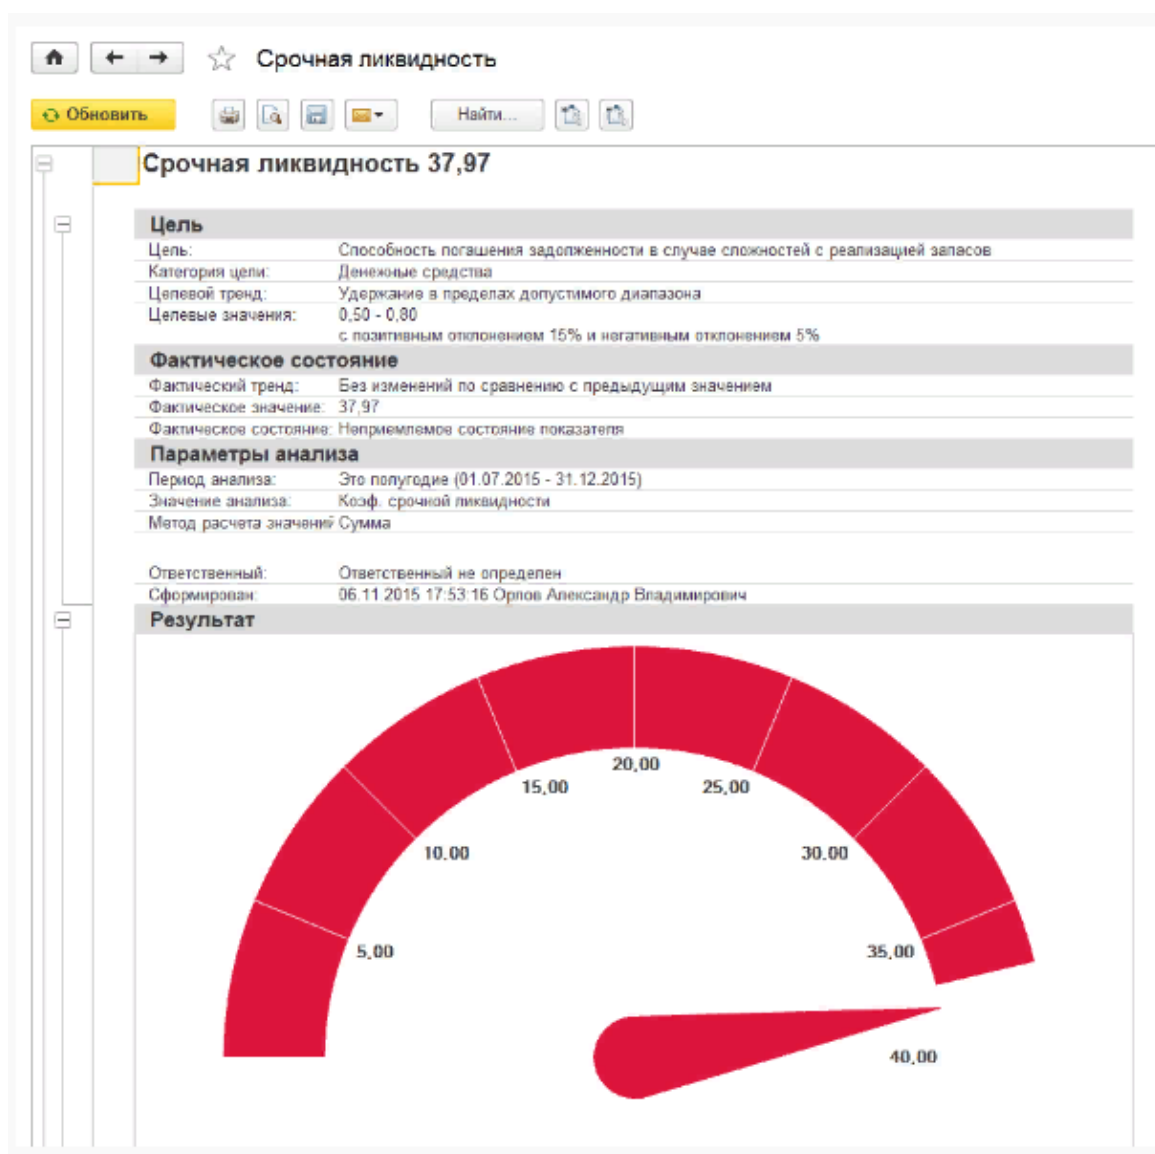 Срочная ликвидность
Обновить
Найти...
Срочная ликвидность 37,97
Цель
Цель: Способность погашения задолженности в случае сложностей с реализацией запасов
Категория цели: Денежные средства
Целевой тренд: Удержание в пределах допустимого диапазона
Целевые значения: 0,50 - 0,80
с позитивным отклонением 15% и негативным отклонением 5%
Фактическое состояние
Фактический тренд: Без изменений по сравнению с предыдущим значением
Фактическое значение: 37,97
Фактическое состояние: Неприемлемое состояние показателя
Параметры анализа
Период анализа: Это полугодие (01.07.2015 - 31.12.2015)
Значение анализа: Коэф. срочной ликвидности
Метод расчета значений Сумма
Ответственный: Ответственный не определен
Сформирован: 06.11.2015 17:53:16 Орлов Александр Владимирович
Результат
20,00
15,00 25,00
10,00 30,00
5,00 35,00
40,00